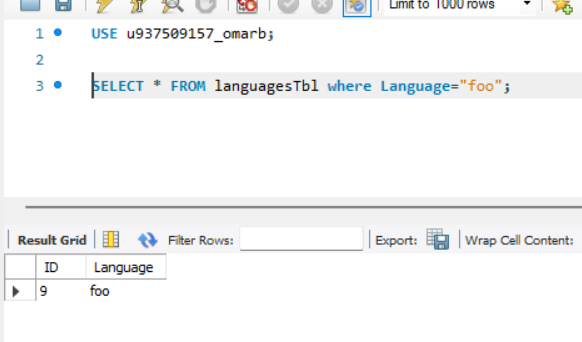 Limit to 1000 rows
1 USE u937509157_omarb;
2
3 SELECT * FROM languagesTbl where Language="foo";
Result Grid Filter Rows: Export: Wrap Cell Content:
ID Language
9 foo